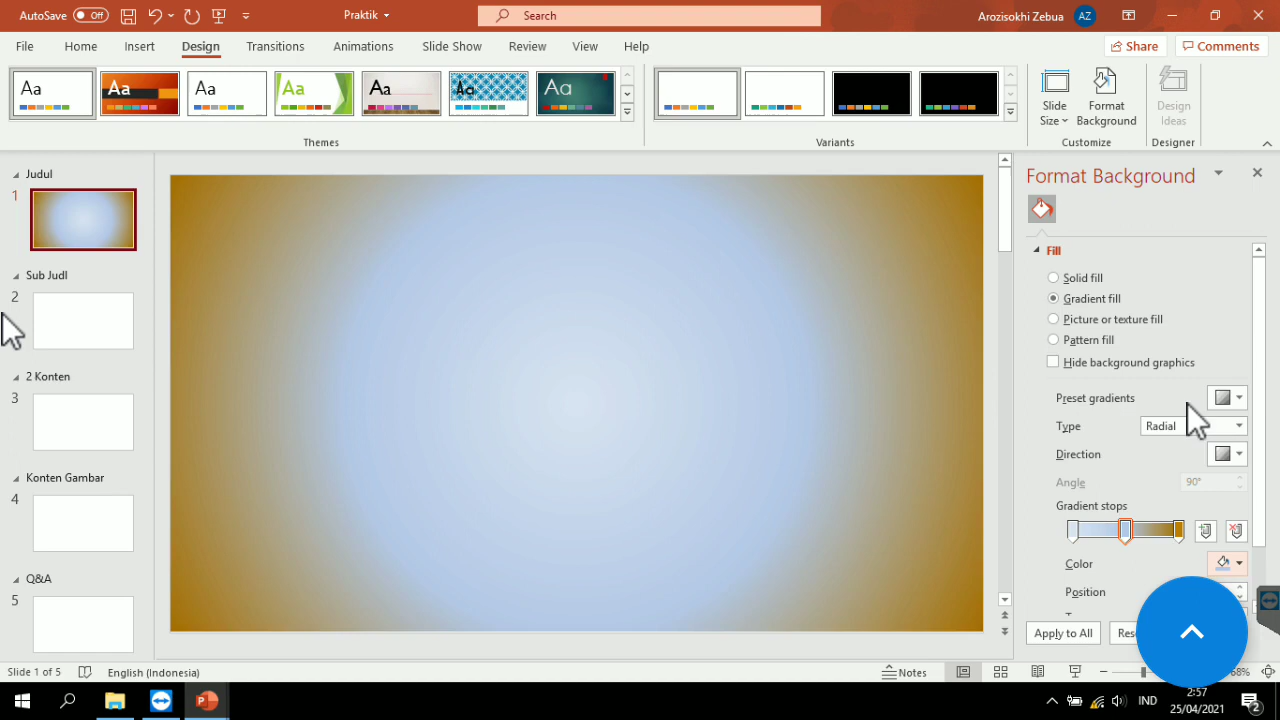 AutoSave Off Praktik Search Arozisokhi Zebua AZ
File Home Insert Design Transitions Animations Slide Show Review View Help Share Comments
Aa Aa Aa Aa Aa Aa Aa
Slide Size
Format Background
Design Ideas
Themes Variants Customize Designer
Judul
1
Sub Judl
2
2 Konten
3
Konten Gambar
4
Q&A
5
Format Background
Fill
Solid fill
Gradient fill
Picture or texture fill
Pattern fill
Hide background graphics
Preset gradients
Type Radial
Direction
Angle 90°
Gradient stops
Color
Position
Apply to All
Slide 1 of 5 English (Indonesia) Notes
IND 2:57
25/04/2021 2